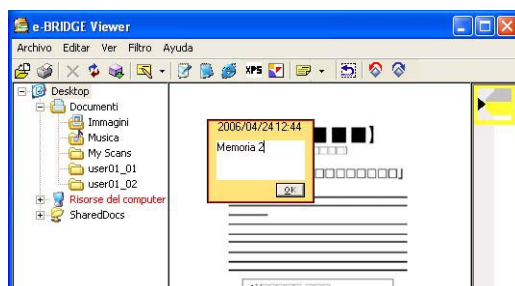 e-BRIDGE Viewer
Archivo Editar Ver Filtro Ayuda
XPS
Desktop
Documenti
Immagini
Musica
My Scans
user01_01
user01_02
Risorse del computer
SharedDocs
2006/04/24 12:44
Memoria 2
OK